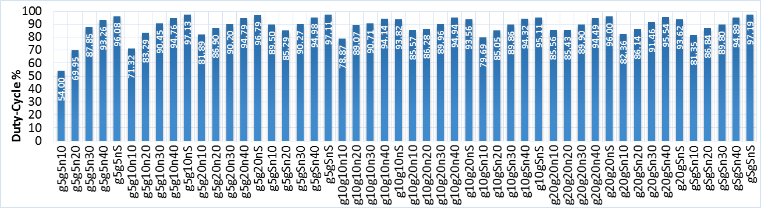 Duty-Cycle %
100
90
80
70
60
50
40
30
20
10
0
54.00
69.95
87.85
93.26
96.08
71.32
83.29
90.45
94.76
97.13
81.89
86.90
90.20
94.79
96.79
89.50
85.29
90.27
94.98
97.11
78.87
89.07
90.71
94.14
93.82
85.57
86.28
89.96
94.94
93.56
79.69
85.05
89.86
94.32
95.11
85.56
85.43
89.90
94.49
96.00
82.36
86.14
91.46
95.54
93.62
81.35
86.84
89.80
94.89
97.19
g5g5n10
g5g5n20
g5g5n30
g5g5n40
g5g5nS
g5g10n10
g5g10n20
g5g10n30
g5g10n40
g5g10nS
g5g20n10
g5g20n20
g5g20n30
g5g20n40
g5g20nS
g5gSn10
g5gSn20
g5gSn30
g5gSn40
g5gSnS
g10g10n10
g10g10n20
g10g10n30
g10g10n40
g10g10nS
g10g20n10
g10g20n20
g10g20n30
g10g20n40
g10g20nS
g10gSn10
g10gSn20
g10gSn30
g10gSn40
g10gSnS
g20g20n10
g20g20n20
g20g20n30
g20g20n40
g20g20nS
g20gSn10
g20gSn20
g20gSn30
g20gSn40
g20gSnS
gSgSn10
gSgSn20
gSgSn30
gSgSn40
gSgSnS